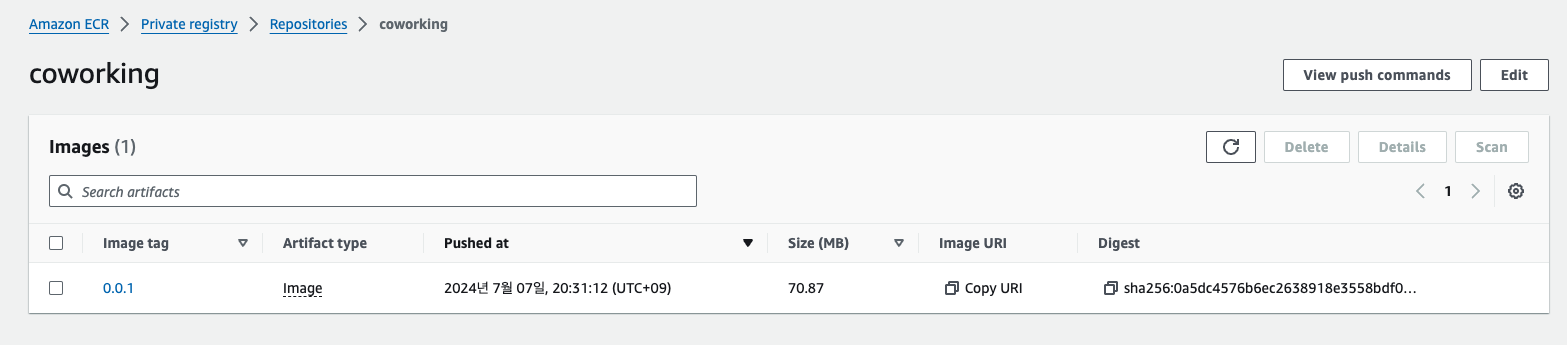 Amazon ECR > Private registry > Repositories > coworking
coworking
View push commands Edit
Images (1)
Delete Details Scan
Search artifacts
1
Image tag Artifact type Pushed at Size (MB) Image URI Digest
0.0.1 Image 2024년 7월 07일, 20:31:12 (UTC+09) 70.87 Copy URI sha256:0a5dc4576b6ec2638918e3558bdf0...